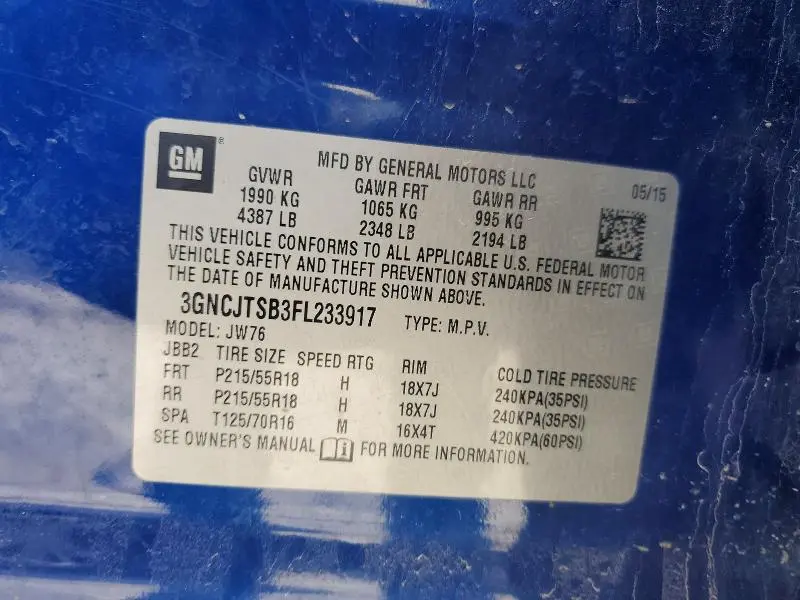 GM ®
MFD BY GENERAL MOTORS LLC 05/15
GVWR GAWR FRT GAWR RR
1990 KG 1065 KG 995 KG
4387 LB 2348 LB 2194 LB
THIS VEHICLE CONFORMS TO ALL APPLICABLE U.S. FEDERAL MOTOR
VEHICLE SAFETY AND THEFT PREVENTION STANDARDS IN EFFECT ON
THE DATE OF MANUFACTURE SHOWN ABOVE.
3GNCJTSB3FL233917 TYPE: M.P.V.
MODEL: JW76
JBB2 TIRE SIZE SPEED RTG RIM COLD TIRE PRESSURE
FRT P215/55R18 H 18X7J 240KPA(35PSI)
RR P215/55R18 H 18X7J 240KPA(35PSI)
SPA T125/70R16 M 16X4T 420KPA(60PSI)
SEE OWNER'S MANUAL FOR MORE INFORMATION.